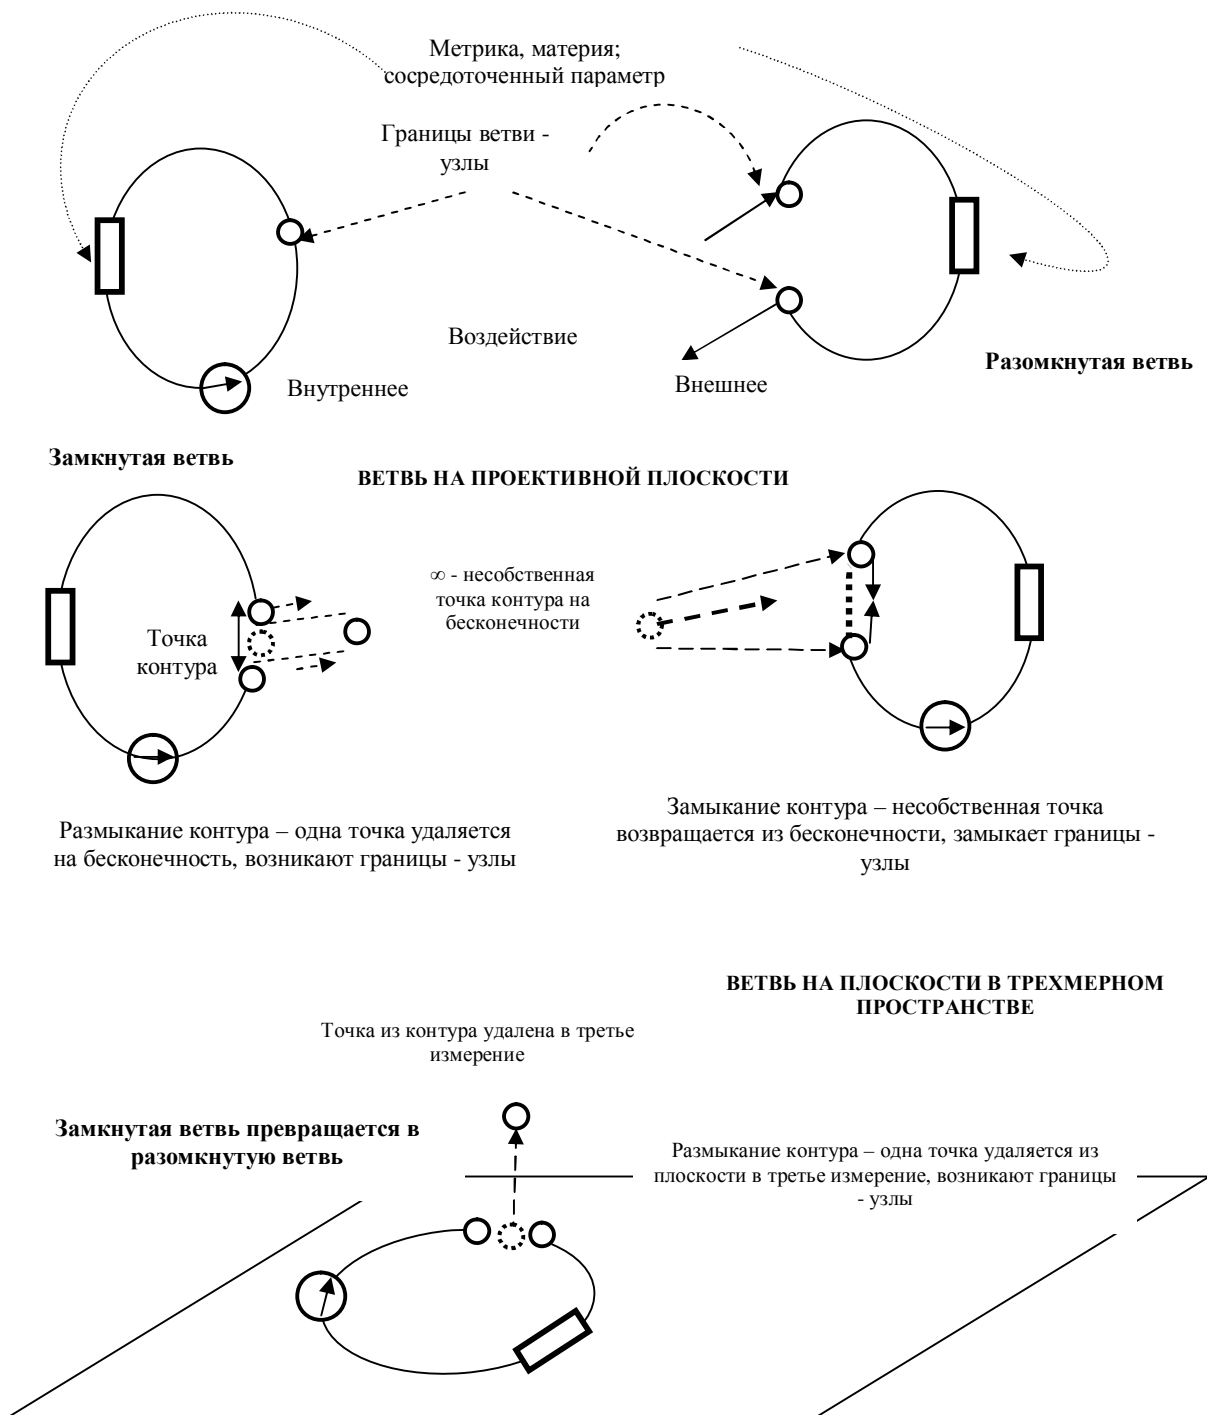 Метрика, материя;
сосредоточенный параметр
Границы ветви -
узлы
Воздействие
Внутреннее
Внешнее
Разомкнутая ветвь
Замкнутая ветвь
ВЕТВЬ НА ПРОЕКТИВНОЙ ПЛОСКОСТИ
∞ - несобственная
точка контура на
бесконечности
Точка
контура
Размыкание контура – одна точка удаляется
на бесконечность, возникают границы - узлы
Замыкание контура – несобственная точка
возвращается из бесконечности, замыкает границы -
узлы
ВЕТВЬ НА ПЛОСКОСТИ В ТРЕХМЕРНОМ
ПРОСТРАНСТВЕ
Точка из контура удалена в третье
измерение
Замкнутая ветвь превращается в
разомкнутую ветвь
Размыкание контура – одна точка удаляется из
плоскости в третье измерение, возникают границы
- узлы